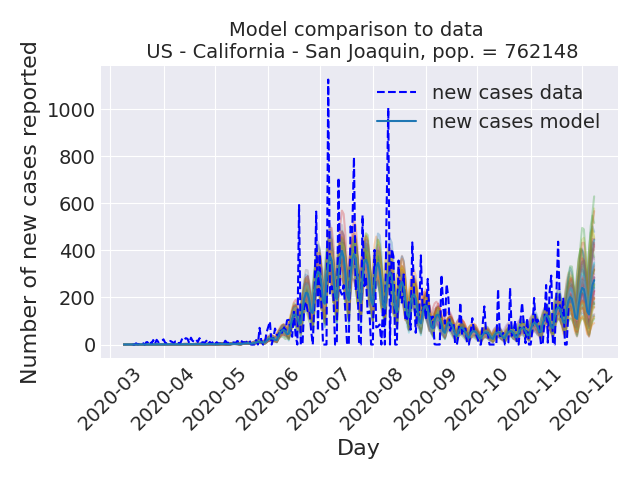 Model comparison to data
US - California - San Joaquin, pop. = 762148
Number of new cases reported
1000
800
600
400
200
0
new cases data
new cases model
2020-03
2020-04
2020-05
2020-06
2020-07
2020-08
2020-09
2020-10
2020-11
2020-12
Day